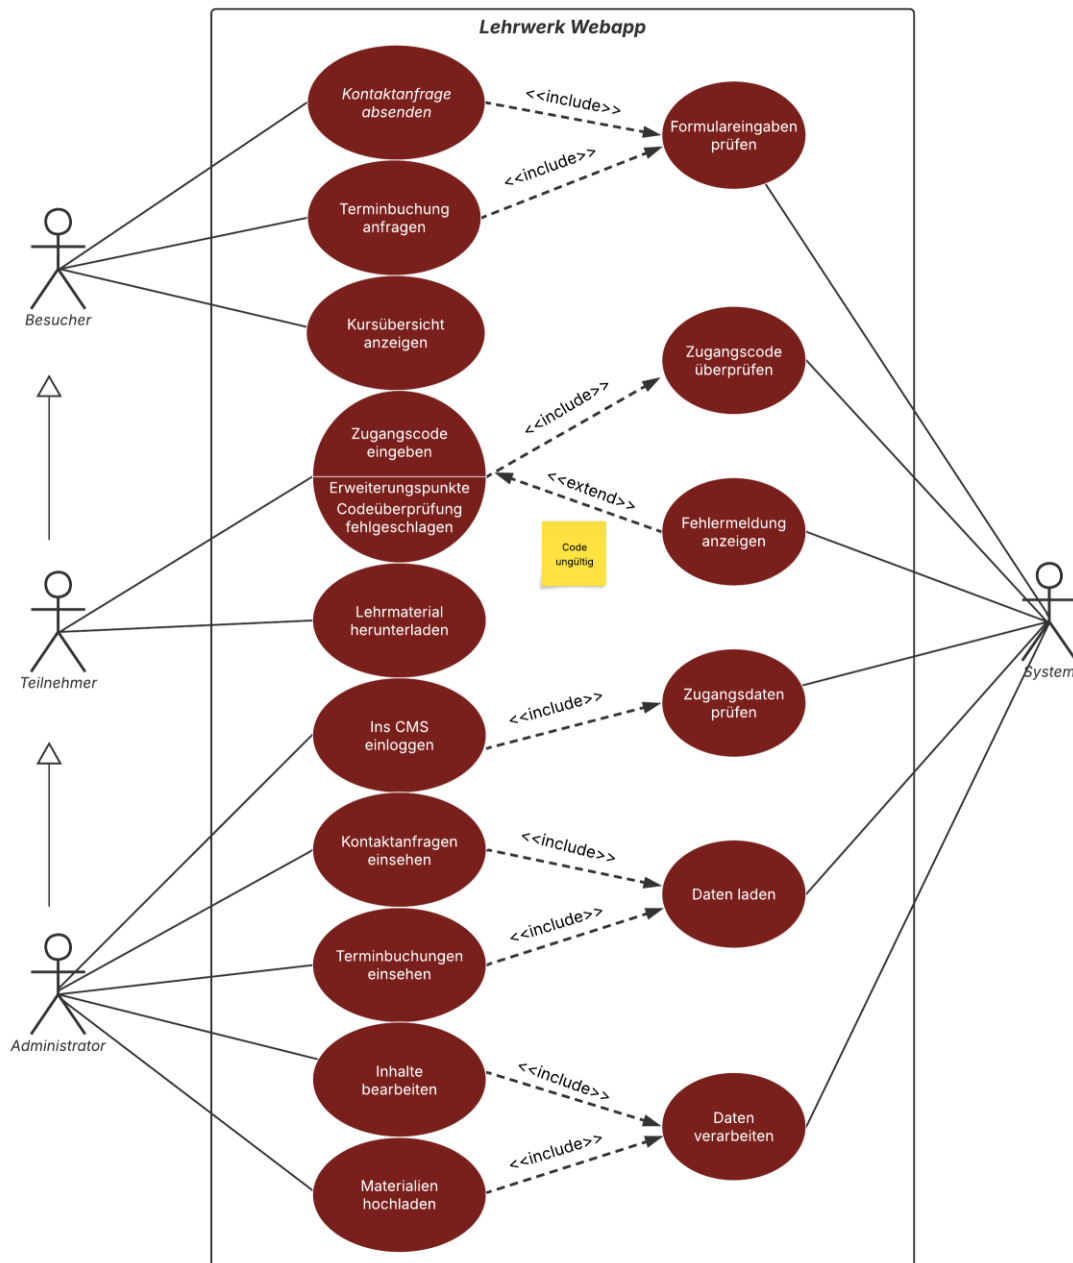 Lehrwerk Webapp
Kontaktanfrage
absenden
<<include>>
Formulareingaben
prüfen
Terminbuchung
anfragen
<<include>>
Besucher
Kursübersicht
anzeigen
Zugangscode
überprüfen
Zugangscode
eingeben
<<include>>
Erweiterungspunkte
Codeüberprüfung
fehlgeschlagen
<<extend>>
Fehlermeldung
anzeigen
Code
ungültig
Lehrmaterial
herunterladen
Teilnehmer
System
Ins CMS
einloggen
<<include>>
Zugangsdaten
prüfen
Kontaktanfragen
einsehen
<<include>>
Daten laden
Terminbuchungen
einsehen
<<include>>
Administrator
Inhalte
bearbeiten
<<include>>
Daten
verarbeiten
Materialien
hochladen
<<include>>